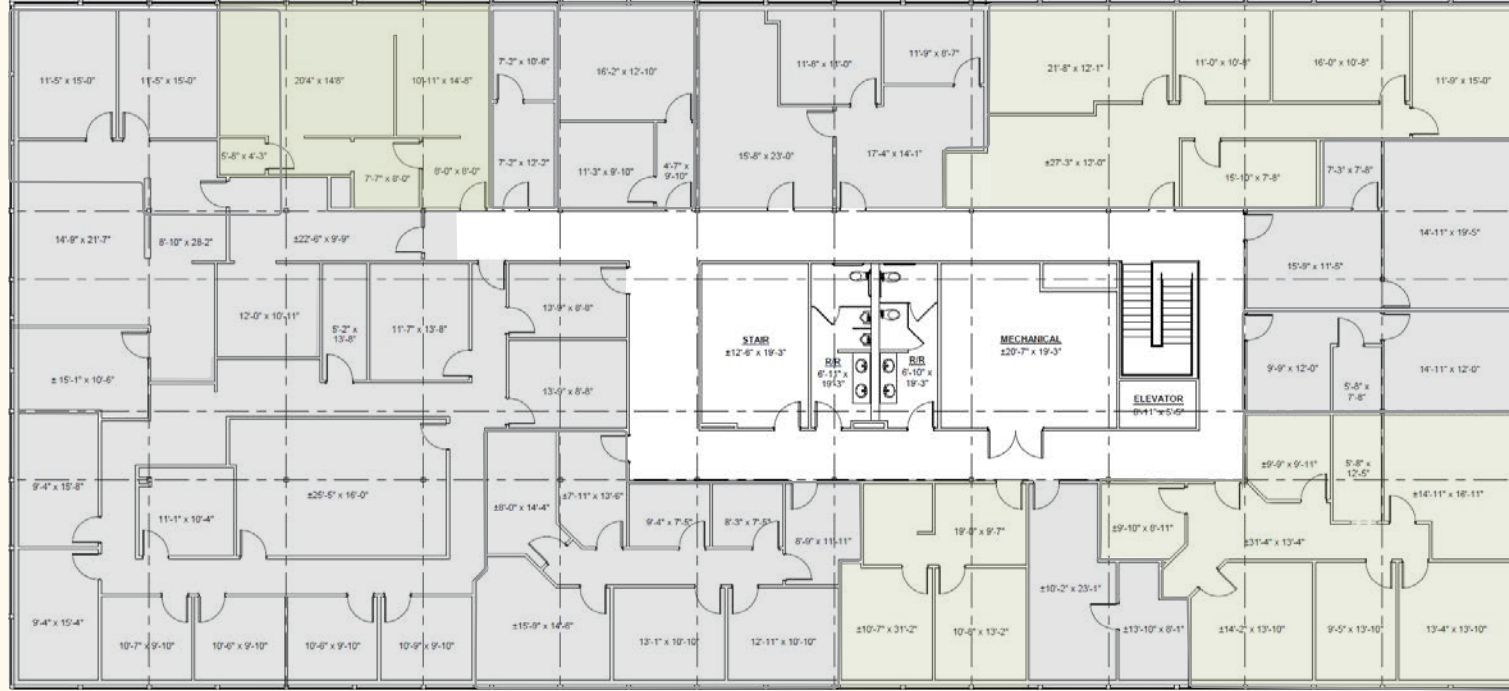 11'-5" x 15'-0"
11'-5" x 15'-0"
20'4" x 14'8"
10'-11" x 14'-8"
7'-2" x 10'-6"
16'-2" x 12'-10"
11'-8" x 11'-0"
11'-9" x 8'-7"
21'-8" x 12'-1"
11'-0" x 10'-8"
16'-0" x 10'-8"
11'-9" x 15'-0"
5'-8" x 4'-3"
7'-7" x 8'-0"
8'-0" x 8'-0"
7'-2" x 12'-2"
11'-3" x 9'-10"
4'-7" x
9'-10"
15'-8" x 23'-0"
17'-4" x 14'-1"
±27'-3" x 12'-0"
15'-10" x 7'-8"
7'-3" x 7'-8"
14'-9" x 21'-7"
8'-10" x 28'-2"
±22'-6" x 9'-9"
14'-11" x 19'-5"
15'-9" x 11'-5"
12'-0" x 10'-11"
5'-2" x
13'-8"
11'-7" x 13'-8"
13'-9" x 8'-8"
STAIR
±12'-6" x 19'-3"
R/R
6'-11" x
19'-3"
R/R
6'-10" x
19'-3"
MECHANICAL
±20'-7" x 19'-3"
± 15'-1" x 10'-6"
13'-9" x 8'-8"
ELEVATOR
8'-11" x 5'-5"
9'-9" x 12'-0"
5'-8" x
7'-8"
14'-11" x 12'-0"
9'-4" x 15'-8"
11'-1" x 10'-4"
±25'-5" x 16'-0"
±8'-0" x 14'-4"
±7'-11" x 13'-6"
9'-4" x 7'-5"
8'-3" x 7'-5"
8'-9" x 11'-11"
19'-0" x 9'-7"
±9'-10" x 8'-11"
±9'-9" x 9'-11"
5'-8" x
12'-5"
±14'-11" x 16'-11"
±31'-4" x 13'-4"
9'-4" x 15'-4"
10'-7" x 9'-10"
10'-6" x 9'-10"
10'-6" x 9'-10"
10'-9" x 9'-10"
±15'-9" x 14'-6"
13'-1" x 10'-10"
12'-11" x 10'-10"
±10'-7" x 31'-2"
10'-8" x 13'-2"
±10'-2" x 23'-1"
±13'-10" x 8'-1"
±14'-2" x 13'-10"
9'-5" x 13'-10"
13'-4" x 13'-10"